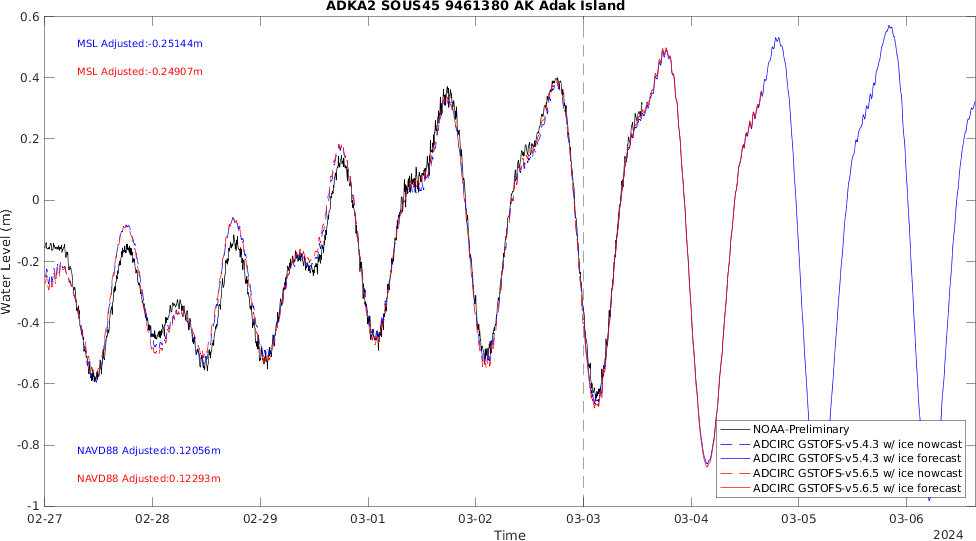 ADKA2 SOUS45 9461380 AK Adak Island
0.6
0.4
0.2
0
-0.2
-0.4
-0.6
-0.8
-1
Water Level (m)
MSL Adjusted:-0.25144m
MSL Adjusted:-0.24907m
NAVD88 Adjusted:0.12056m
NAVD88 Adjusted:0.12293m
NOAA-Preliminary
ADCIRC GSTOFS-v5.4.3 w/ ice nowcast
ADCIRC GSTOFS-v5.4.3 w/ ice forecast
ADCIRC GSTOFS-v5.6.5 w/ ice nowcast
ADCIRC GSTOFS-v5.6.5 w/ ice forecast
02-27 02-28 02-29 03-01 03-02 03-03 03-04 03-05 03-06
Time
2024